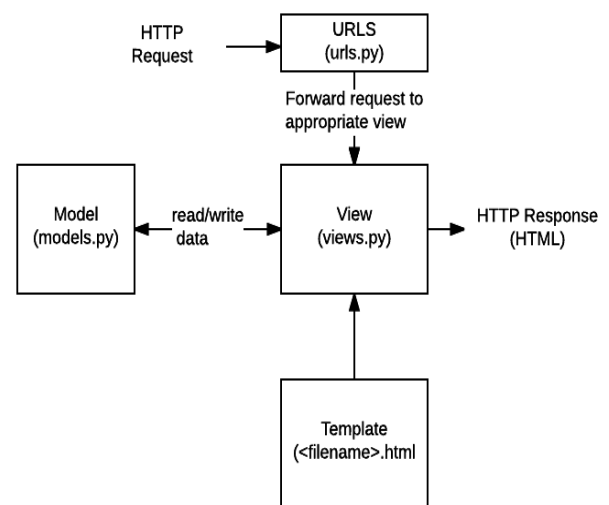 HTTP
Request
URLS
(urls.py)
Forward request to
appropriate view
Model
(models.py)
read/write
data
View
(views.py)
HTTP Response
(HTML)
Template
(<filename>.html